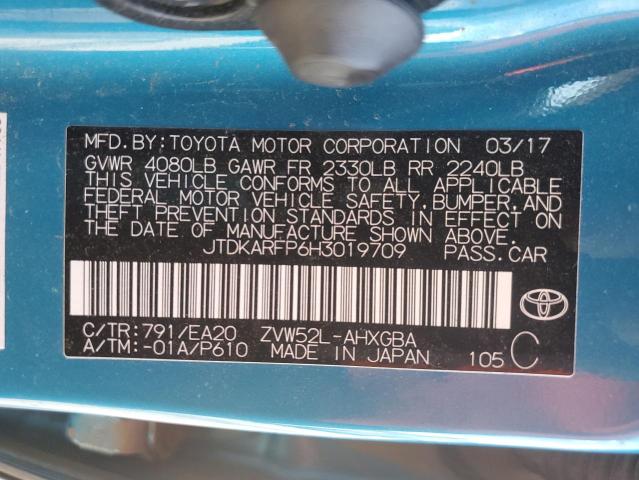 MFD.BY:TOYOTA MOTOR CORPORATION 03/17
GVWR 4080LB GAWR FR 2330LB RR 2240LB
THIS VEHICLE CONFORMS TO ALL APPLICABLE
FEDERAL MOTOR VEHICLE SAFETY,BUMPER,AND
THEFT PREVENTION STANDARDS IN EFFECT ON
THE DATE OF MANUFACTURE SHOWN ABOVE.
JTDKARFP6H3019709 PASS.CAR
C/TR:791/EA20 ZVW52L-AHXGBA
A/TM:-01A/P610 MADE IN JAPAN 105 C